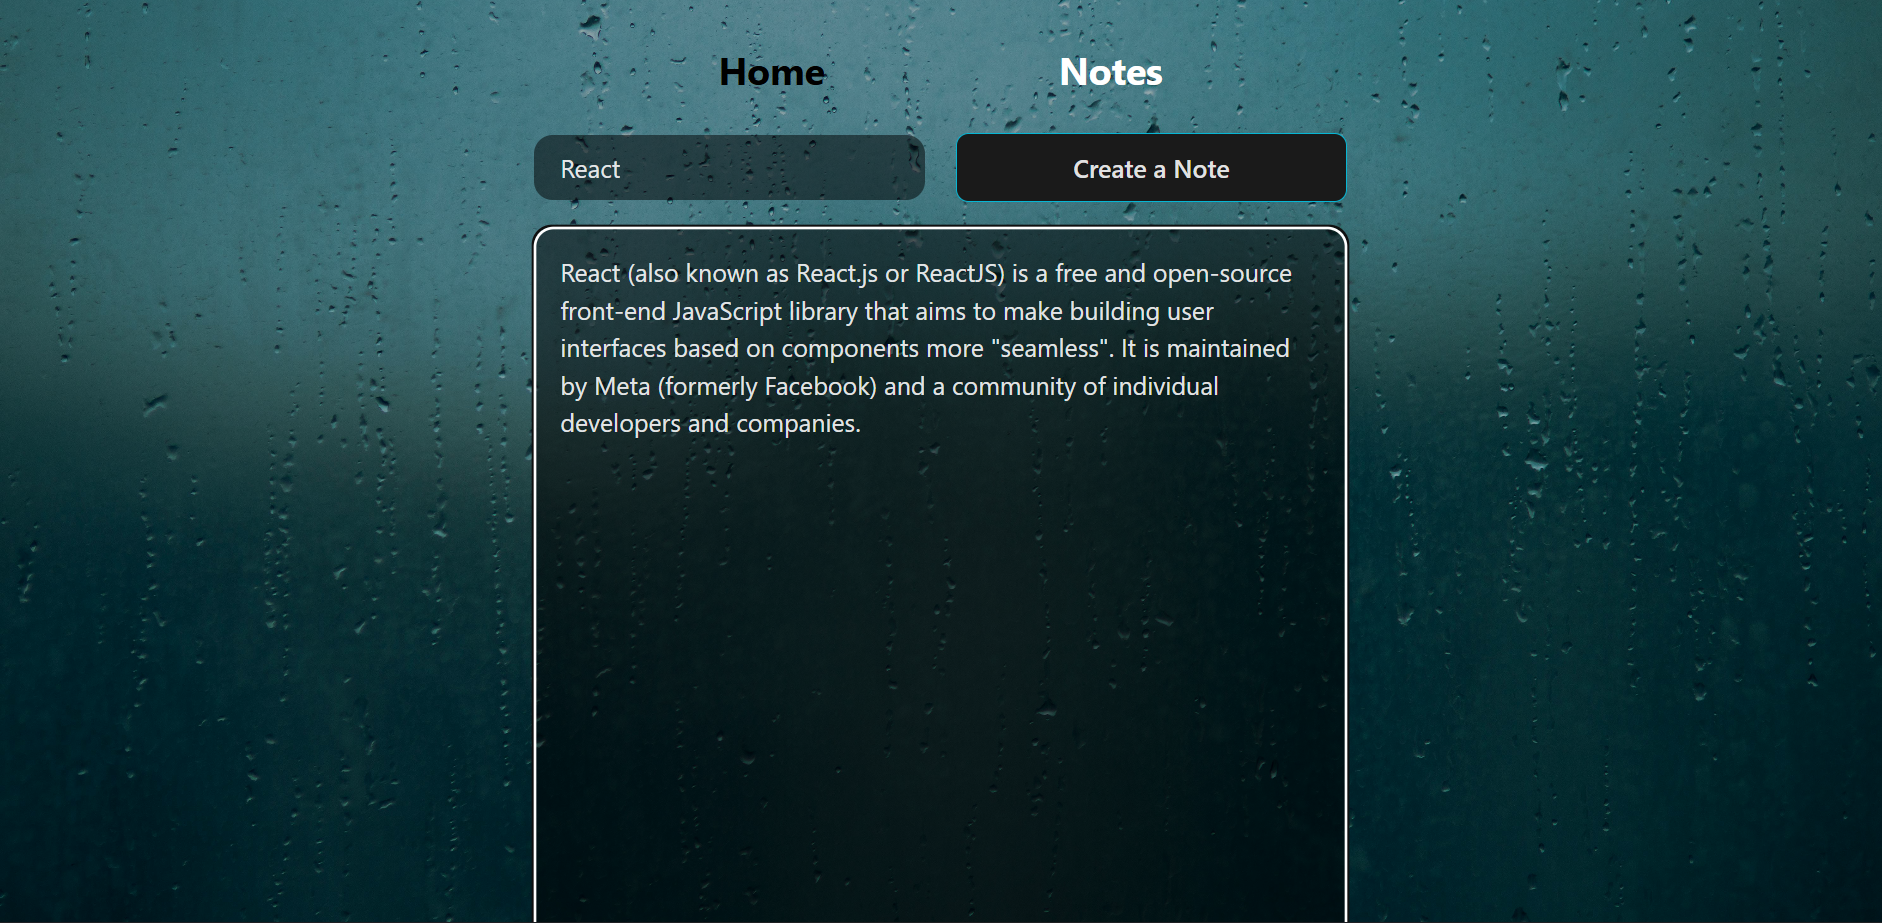 Home Notes
React Create a Note
React (also known as React.js or ReactJS) is a free and open-source
front-end JavaScript library that aims to make building user
interfaces based on components more "seamless". It is maintained
by Meta (formerly Facebook) and a community of individual
developers and companies.